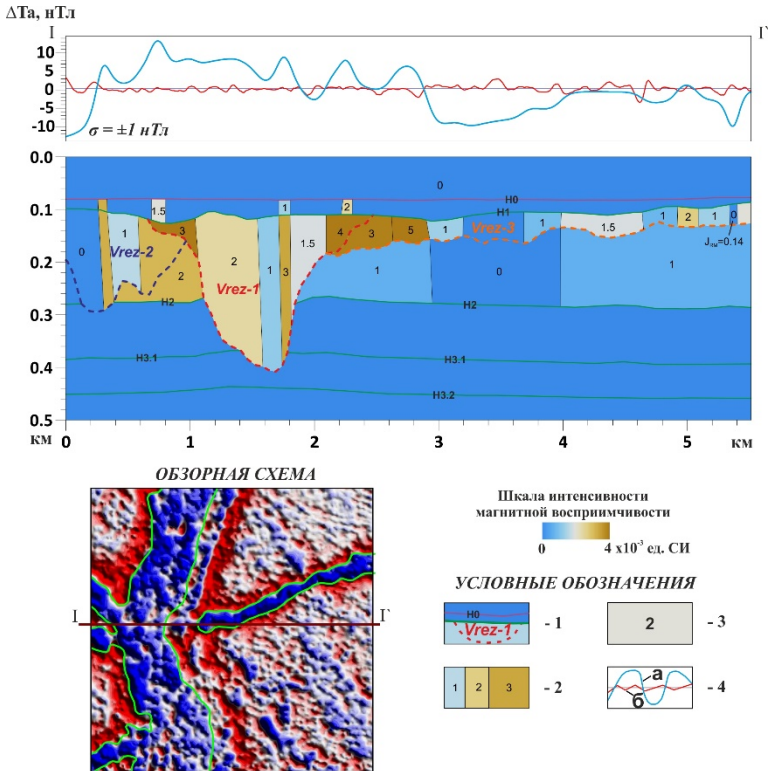 ΔTa, нТл
I I`
10
5
0
-5
-10
σ = ±1 нТл
0.0
0
H0
0.1
1.5 1 2 H1
1 2 1 0
0 1 3 4 3 5 1 Vrez-3 1 1.5
Vrez-2 1.5 Jₙₐₘ=0.14
0.2
2 2 1 3 1 0 1
Vrez-1
H2 H2
0.3
H3.1 H3.1
0.4
H3.2
0.5
км 0 1 2 3 4 5 км
ОБЗОРНАЯ СХЕМА
I I`
Шкала интенсивности
магнитной восприимчивости
0 4 x10⁻³ ед. СИ
УСЛОВНЫЕ ОБОЗНАЧЕНИЯ
H0
Vrez-1 - 1
2 - 3
1 2 3 - 2
а
б - 4